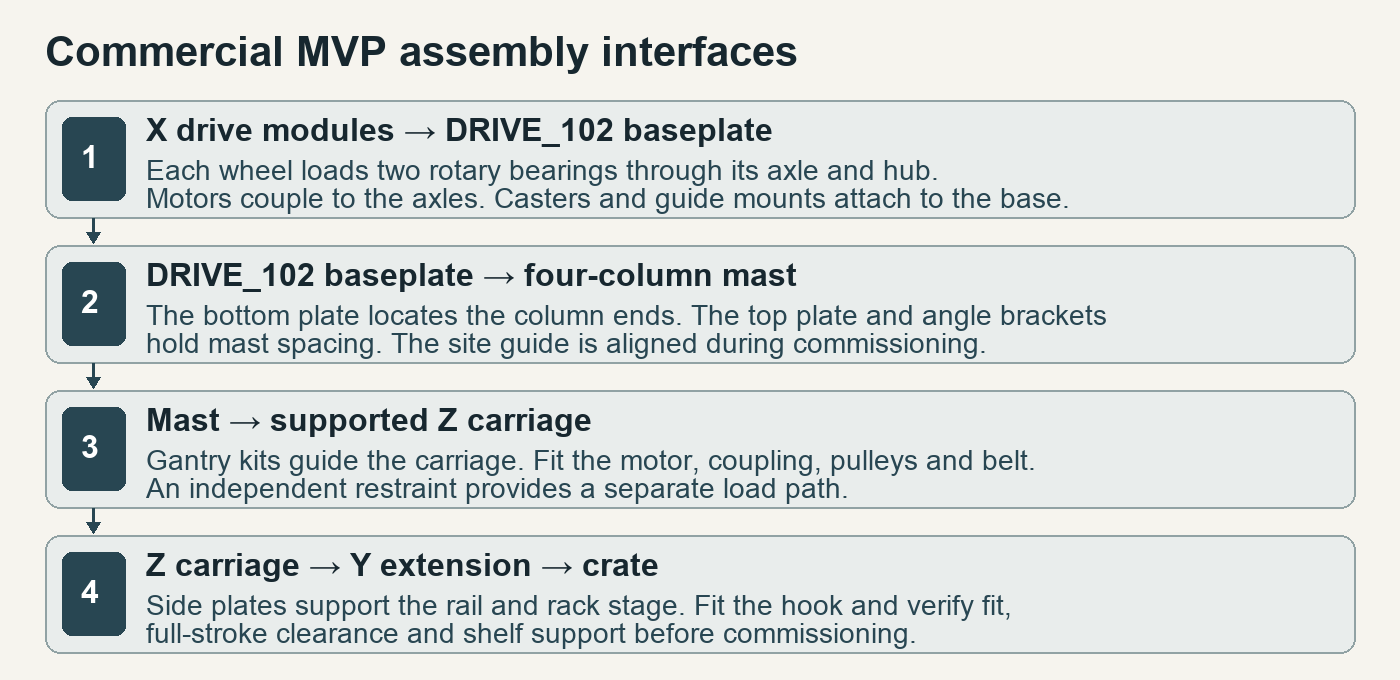 Commercial MVP assembly interfaces
1
X drive modules → DRIVE_102 baseplate
Each wheel loads two rotary bearings through its axle and hub.
Motors couple to the axles. Casters and guide mounts attach to the base.
2
DRIVE_102 baseplate → four-column mast
The bottom plate locates the column ends. The top plate and angle brackets
hold mast spacing. The site guide is aligned during commissioning.
3
Mast → supported Z carriage
Gantry kits guide the carriage. Fit the motor, coupling, pulleys and belt.
An independent restraint provides a separate load path.
4
Z carriage → Y extension → crate
Side plates support the rail and rack stage. Fit the hook and verify fit,
full-stroke clearance and shelf support before commissioning.